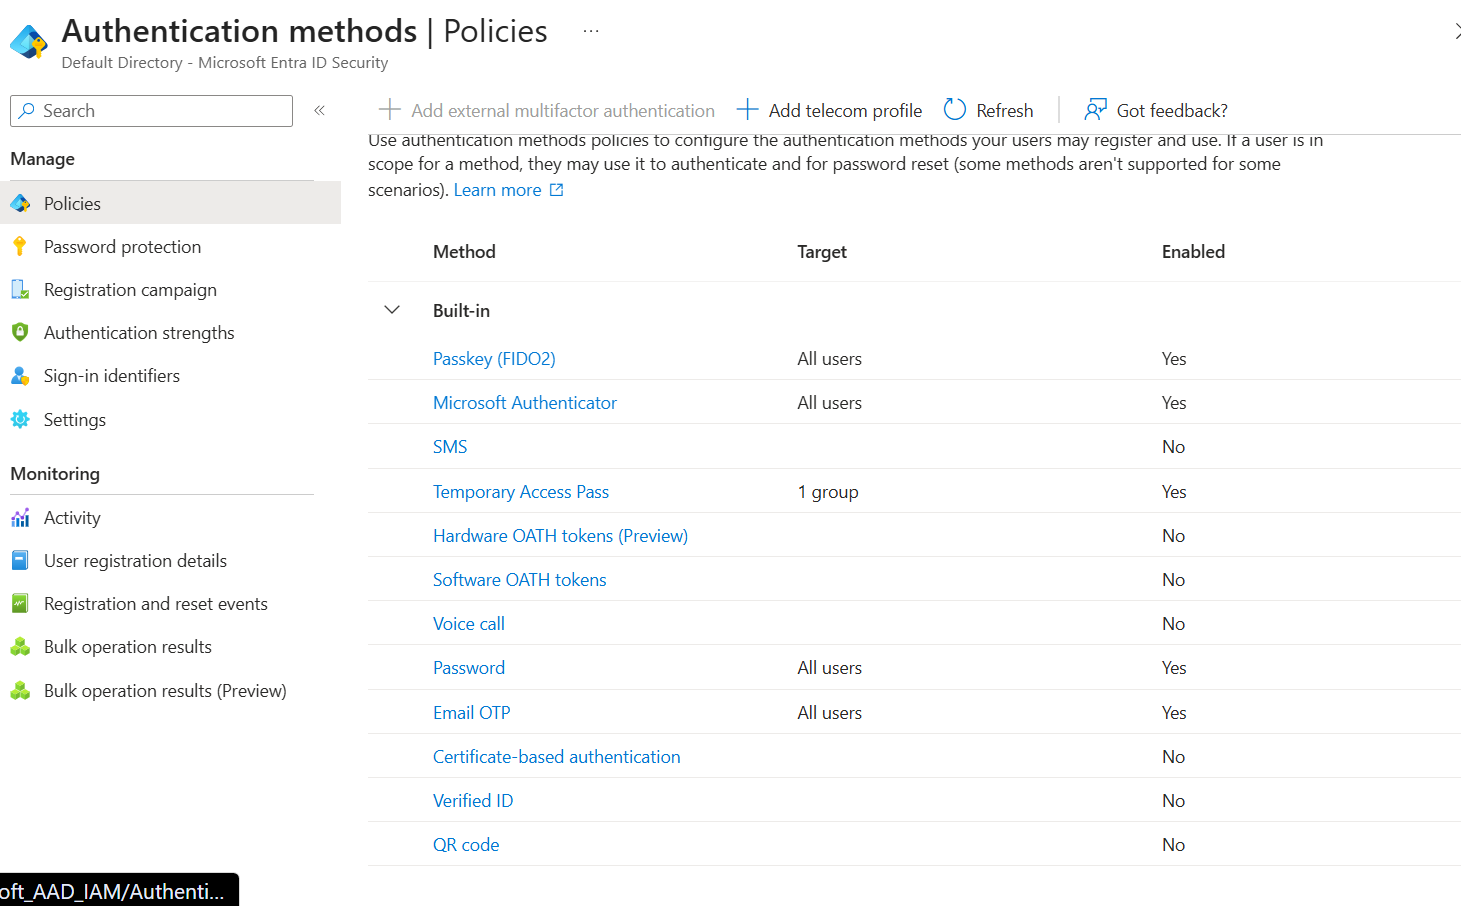 Authentication methods | Policies ...
Default Directory - Microsoft Entra ID Security
Search
Add external multifactor authentication
Add telecom profile
Refresh
Got feedback?
Manage
Policies
Password protection
Registration campaign
Authentication strengths
Sign-in identifiers
Settings
Monitoring
Activity
User registration details
Registration and reset events
Bulk operation results
Bulk operation results (Preview)
Use authentication methods policies to configure the authentication methods your users may register and use. If a user is in
scope for a method, they may use it to authenticate and for password reset (some methods aren't supported for some
scenarios). Learn more
Method Target Enabled
Built-in
Passkey (FIDO2) All users Yes
Microsoft Authenticator All users Yes
SMS No
Temporary Access Pass 1 group Yes
Hardware OATH tokens (Preview) No
Software OATH tokens No
Voice call No
Password All users Yes
Email OTP All users Yes
Certificate-based authentication No
Verified ID No
QR code No
oft_AAD_IAM/Authenti...